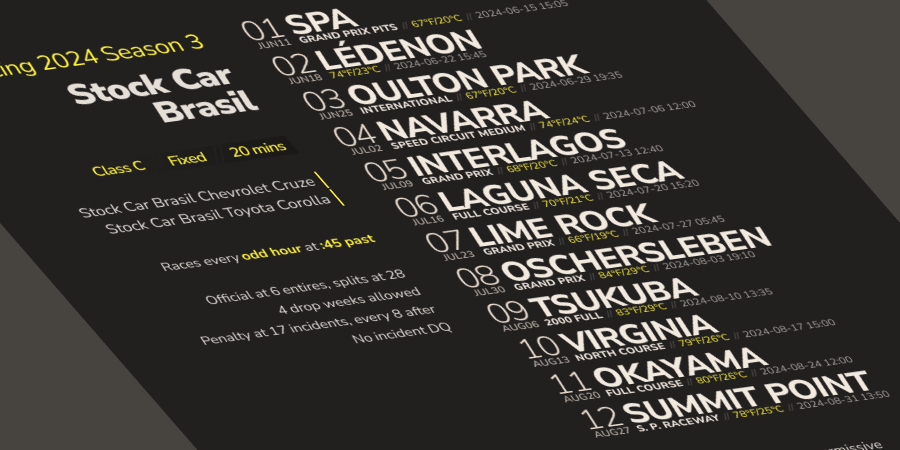 ing 2024 Season 3
Stock Car
Brasil
Class C Fixed 20 mins
Stock Car Brasil Chevrolet Cruze
Stock Car Brasil Toyota Corolla
Races every odd hour at :45 past
Official at 6 entires, splits at 28
4 drop weeks allowed
Penalty at 17 incidents, every 8 after
No incident DQ
01 SPA
JUN11 GRAND PRIX PITS // 67°F/20°C // 2024-06-15 15:05
02 LÉDENON
JUN18 74°F/23°C // 2024-06-22 15:45
03 OULTON PARK
JUN25 INTERNATIONAL // 67°F/20°C // 2024-06-29 19:35
04 NAVARRA
JUL02 SPEED CIRCUIT MEDIUM // 74°F/24°C // 2024-07-06 12:00
05 INTERLAGOS
JUL09 GRAND PRIX // 68°F/20°C // 2024-07-13 12:40
06 LAGUNA SECA
JUL16 FULL COURSE // 70°F/21°C // 2024-07-20 15:20
07 LIME ROCK
JUL23 GRAND PRIX // 66°F/19°C // 2024-07-27 05:45
08 OSCHERSLEBEN
JUL30 GRAND PRIX // 84°F/29°C // 2024-08-03 19:10
09 TSUKUBA
AUG06 2000 FULL // 83°F/29°C // 2024-08-10 13:35
10 VIRGINIA
AUG13 NORTH COURSE // 79°F/26°C // 2024-08-17 15:00
11 OKAYAMA
AUG20 FULL COURSE // 80°F/26°C // 2024-08-24 12:00
12 SUMMIT POINT
AUG27 S. P. RACEWAY // 78°F/25°C // 2024-08-31 13:50
missive